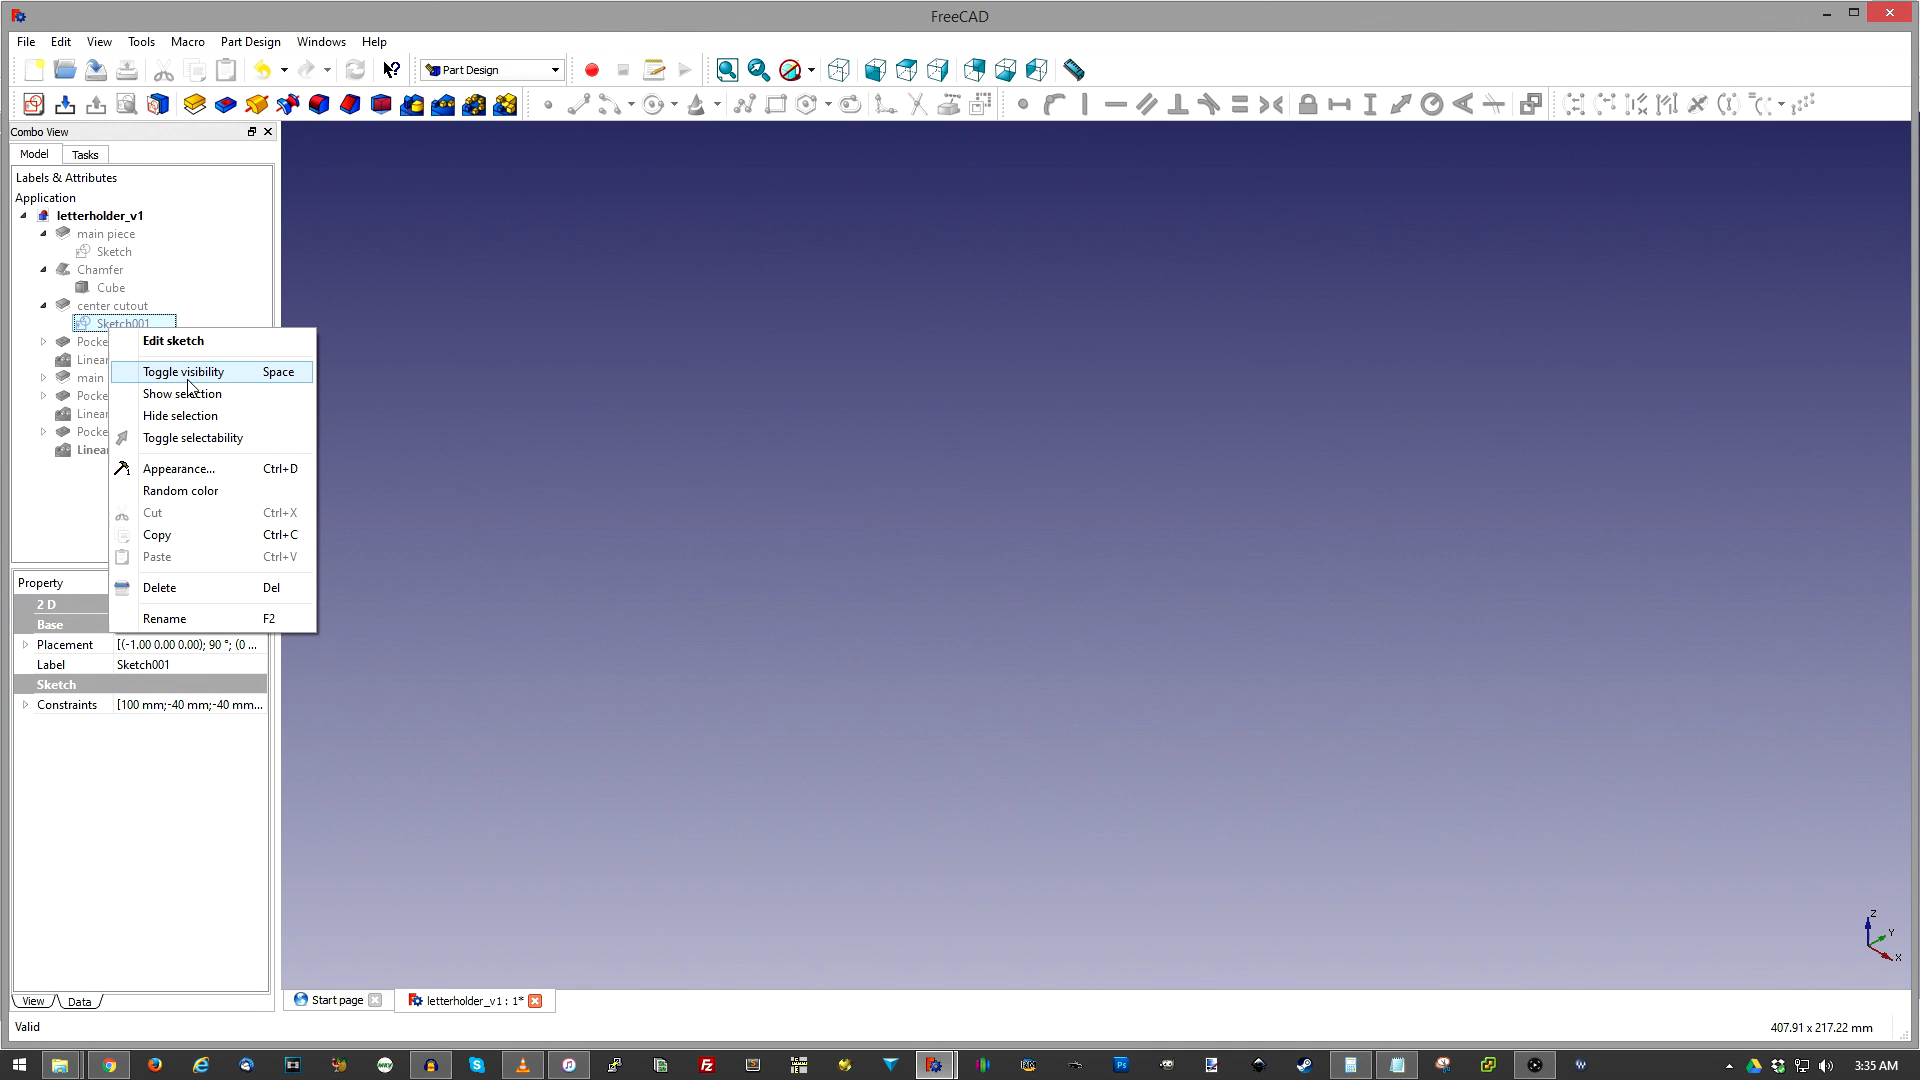 FreeCAD
File Edit View Tools Macro Part Design Windows Help
Part Design
Combo View
Model Tasks
Labels & Attributes
Application
letterholder_v1
main piece
Sketch
Chamfer
Cube
center cutout
Sketch001
Pocke
Linear
main
Pocke
Linear
Pocke
Linear
Edit sketch
Toggle visibility Space
Show selection
Hide selection
Toggle selectability
Appearance... Ctrl+D
Random color
Cut Ctrl+X
Copy Ctrl+C
Paste Ctrl+V
Delete Del
Rename F2
Property
2 D
Base
Placement [(-1.00 0.00 0.00); 90 °; (0 ...
Label Sketch001
Sketch
Constraints [100 mm;-40 mm;-40 mm...
Z
Y
X
View Data
Start page letterholder_v1 : 1*
Valid
407.91 x 217.22 mm
3:35 AM